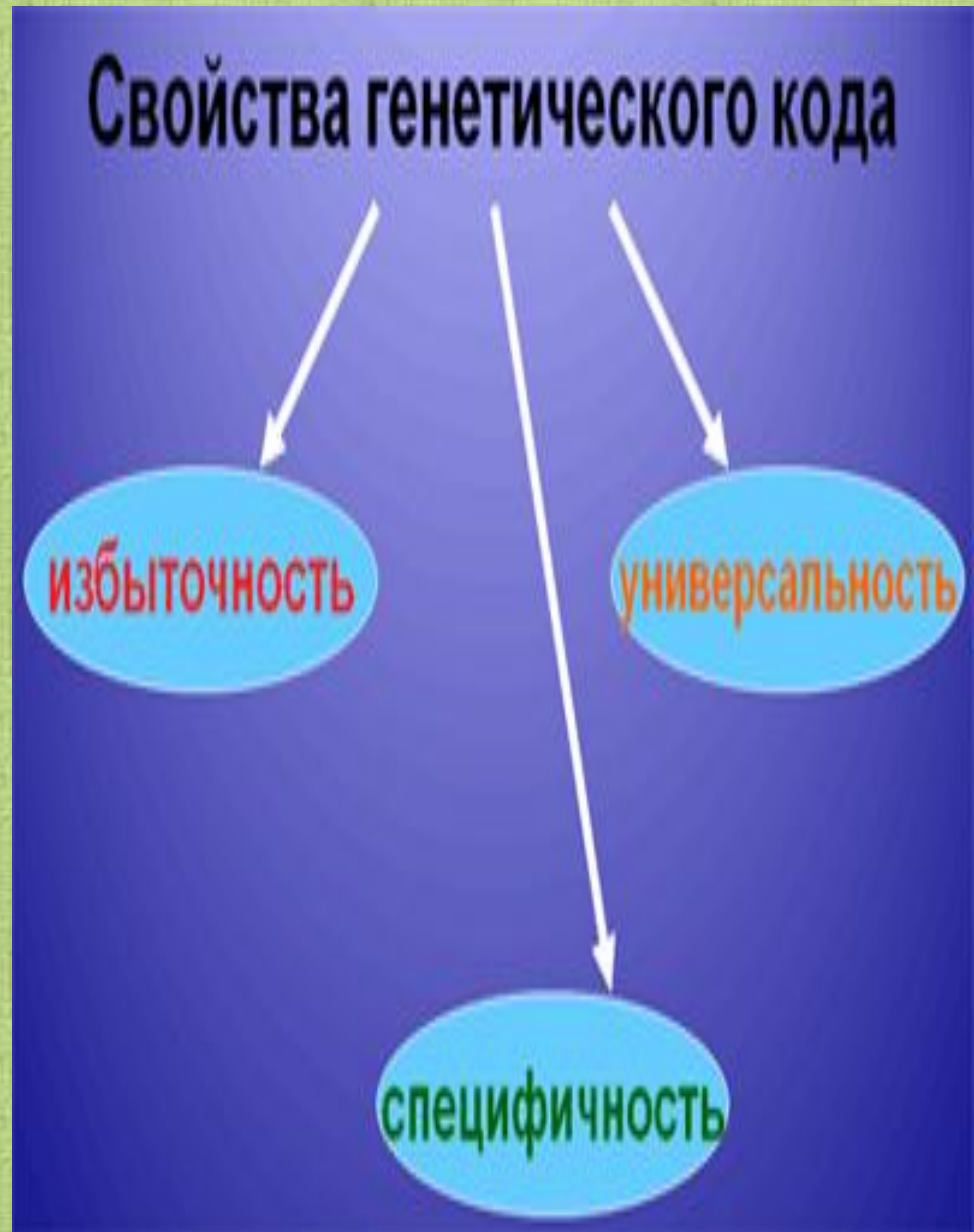 Свойства генетического кода
избыточность
универсальность
специфичность